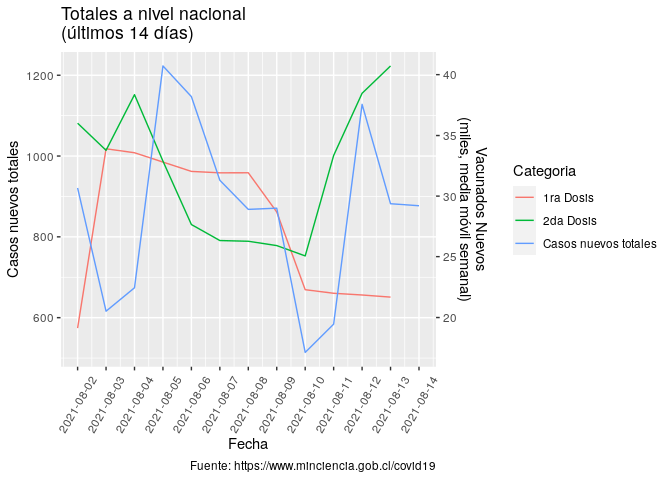 Totales a nivel nacional
(últimos 14 días)
Casos nuevos totales
1200
1000
800
600
40
35
30
25
20
Vacunados Nuevos
(miles, media móvil semanal)
2021-08-02
2021-08-03
2021-08-04
2021-08-05
2021-08-06
2021-08-07
2021-08-08
2021-08-09
2021-08-10
2021-08-11
2021-08-12
2021-08-13
2021-08-14
Fecha
Categoria
1ra Dosis
2da Dosis
Casos nuevos totales
Fuente: https://www.minciencia.gob.cl/covid19